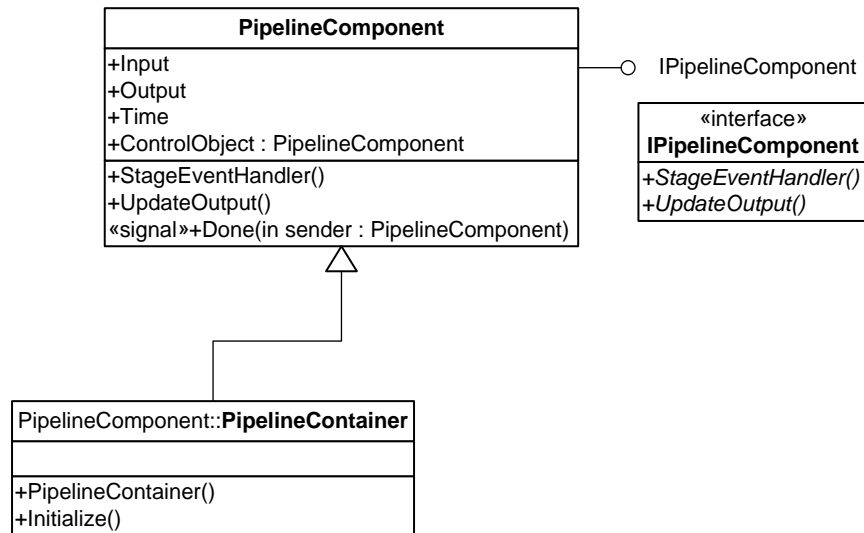 PipelineComponent
+Input
+Output
+Time
+ControlObject : PipelineComponent
+StageEventHandler()
+UpdateOutput()
«signal»+Done(in sender : PipelineComponent)
IPipelineComponent
«interface»
IPipelineComponent
+StageEventHandler()
+UpdateOutput()
PipelineComponent::PipelineContainer
+PipelineContainer()
+Initialize()